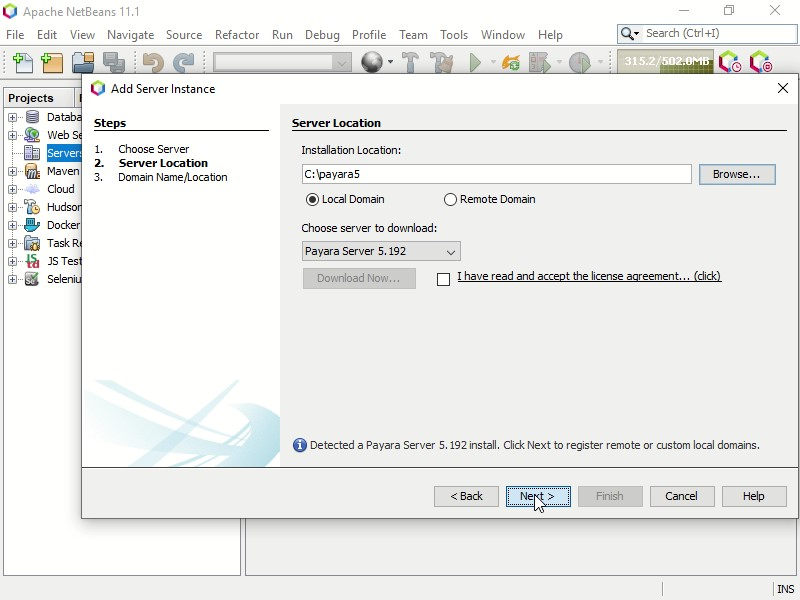 Apache NetBeans 11.1
File Edit View Navigate Source Refactor Run Debug Profile Team Tools Window Help
Search (Ctrl+I)
315.2/502.0MB
Projects
Databa
Web Se
Servers
Maven
Cloud
Hudson
Docker
Task Re
JS Test
Seleniu
Add Server Instance
Steps
1. Choose Server
2. Server Location
3. Domain Name/Location
Server Location
Installation Location:
C:\payara5
Browse...
Local Domain
Remote Domain
Choose server to download:
Payara Server 5.192
Download Now...
I have read and accept the license agreement... (click)
Detected a Payara Server 5.192 install. Click Next to register remote or custom local domains.
< Back
Next >
Finish
Cancel
Help
INS